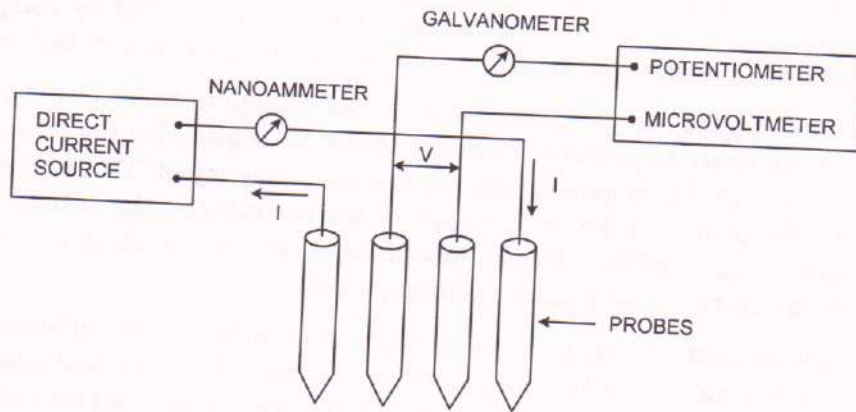 GALVANOMETER
POTENTIOMETER
NANOAMMETER
MICROVOLTMETER
DIRECT
CURRENT
SOURCE
V
I
I
PROBES